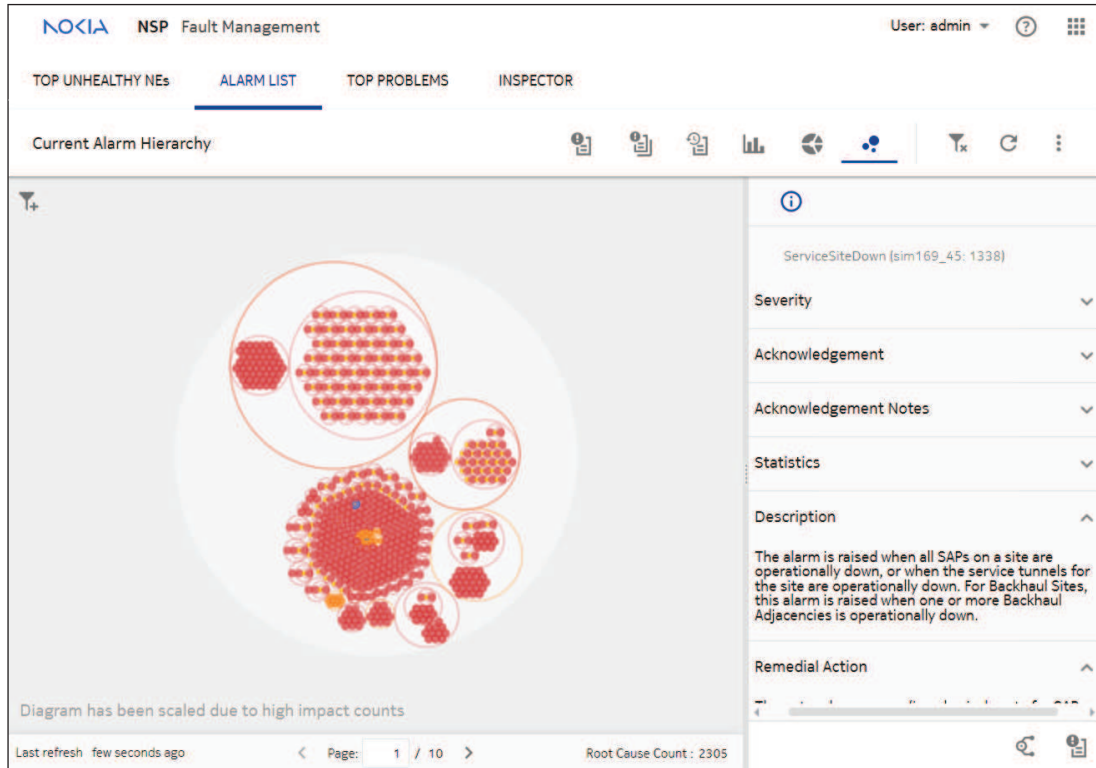 NOKIA NSP Fault Management User: admin
TOP UNHEALTHY NEs ALARM LIST TOP PROBLEMS INSPECTOR
Current Alarm Hierarchy
ServiceSiteDown (sim169_45: 1338)
Severity
Acknowledgement
Acknowledgement Notes
Statistics
Description
The alarm is raised when all SAPs on a site are
operationally down, or when the service tunnels for
the site are operationally down. For Backhaul Sites,
this alarm is raised when one or more Backhaul
Adjacencies is operationally down.
Remedial Action
Diagram has been scaled due to high impact counts
Last refresh few seconds ago Page: 1 / 10 Root Cause Count : 2305